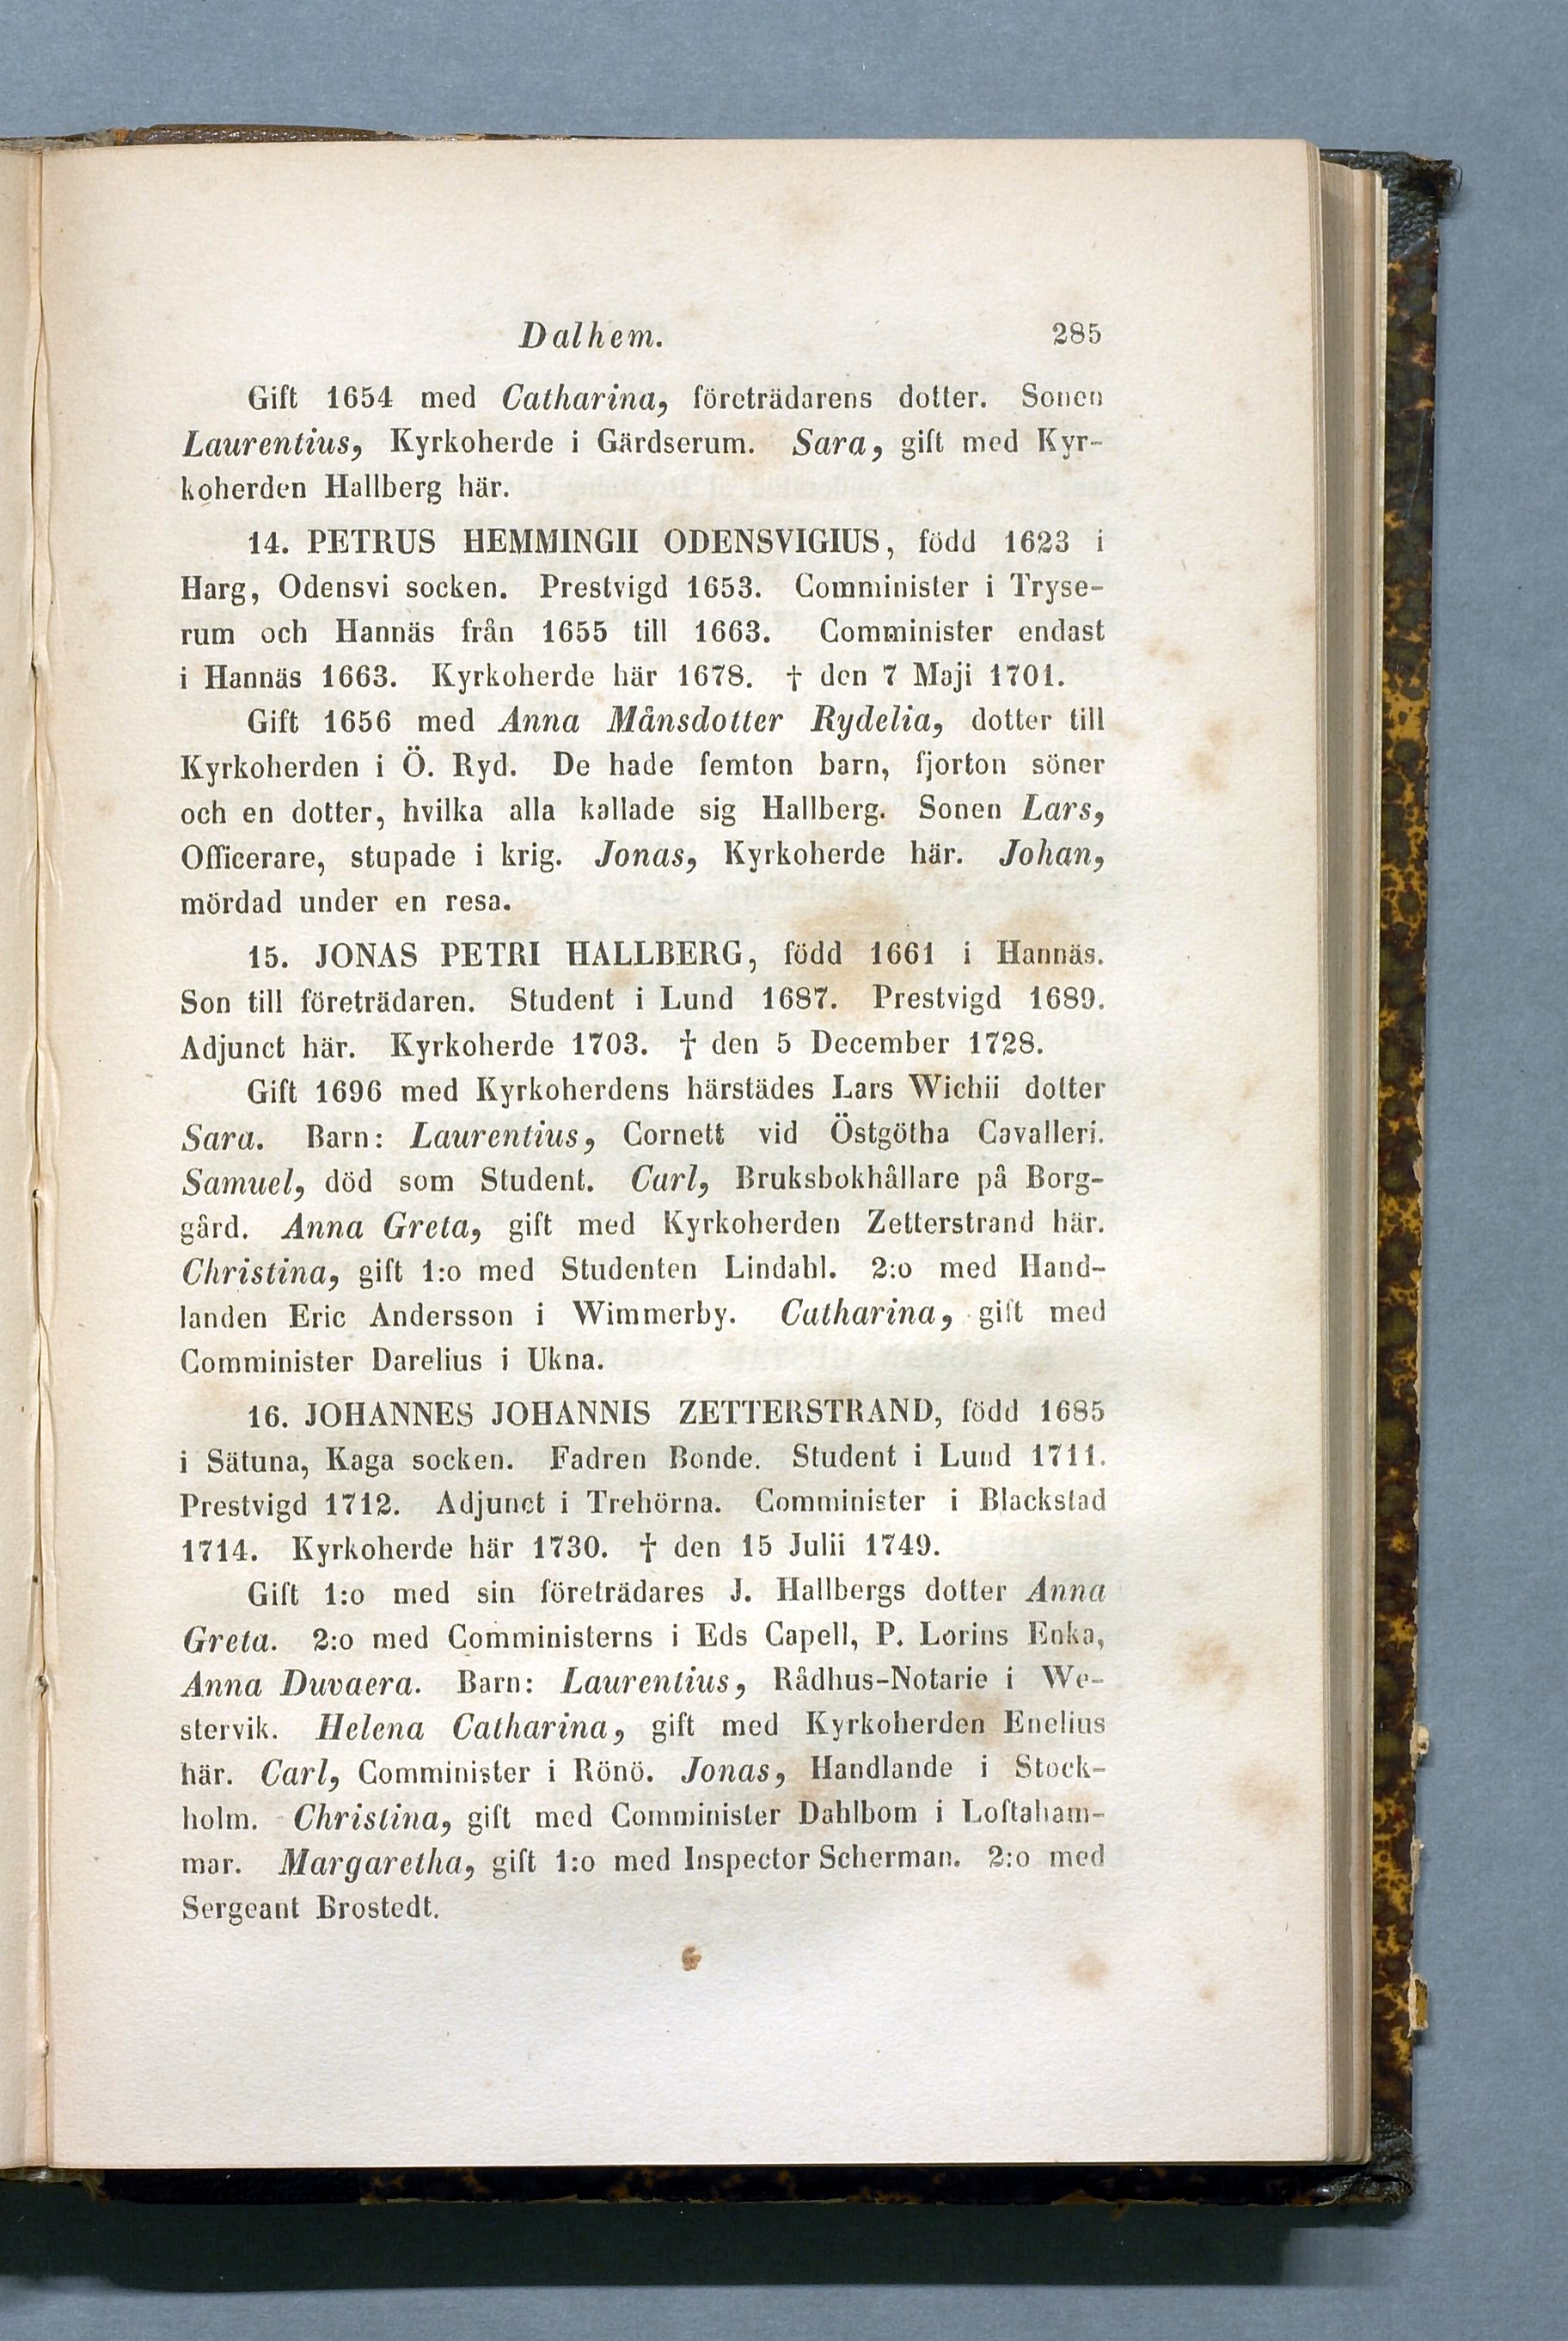 Dalhem. 285
Gift 1654 med Catharina, företrädarens dotter. Sonen
Laurentius, Kyrkoherde i Gärdserum. Sara, gift med Kyr-
koherden Hallberg här.
14. PETRUS HEMMINGII ODENSVIGIUS, född 1623 i
Harg, Odensvi socken. Prestvigd 1653. Comminister i Tryse-
rum och Hannäs från 1655 till 1663. Comminister endast
i Hannäs 1663. Kyrkoherde här 1678. † den 7 Maji 1701.
Gift 1656 med Anna Månsdotter Rydelia, dotter till
Kyrkoherden i Ö. Ryd. De hade femton barn, fjorton söner
och en dotter, hvilka alla kallade sig Hallberg. Sonen Lars,
Officerare, stupade i krig. Jonas, Kyrkoherde här. Johan,
mördad under en resa.
15. JONAS PETRI HALLBERG, född 1661 i Hannäs.
Son till företrädaren. Student i Lund 1687. Prestvigd 1689.
Adjunct här. Kyrkoherde 1703. † den 5 December 1728.
Gift 1696 med Kyrkoherdens härstädes Lars Wichii dotter
Sara. Barn: Laurentius, Cornett vid Östgötha Cavalleri.
Samuel, död som Student. Carl, Bruksbokhållare på Borg-
gård. Anna Greta, gift med Kyrkoherden Zetterstrand här.
Christina, gift 1:o med Studenten Lindahl. 2:o med Hand-
landen Eric Andersson i Wimmerby. Catharina, gift med
Comminister Darelius i Ukna.
16. JOHANNES JOHANNIS ZETTERSTRAND, född 1685
i Sätuna, Kaga socken. Fadren Bonde. Student i Lund 1711.
Prestvigd 1712. Adjunct i Trehörna. Comminister i Blackstad
1714. Kyrkoherde här 1730. † den 15 Julii 1749.
Gift 1:o med sin företrädares J. Hallbergs dotter Anna
Greta. 2:o med Comministerns i Eds Capell, P. Lorins Enka,
Anna Duvaera. Barn: Laurentius, Rådhus-Notarie i We-
stervik. Helena Catharina, gift med Kyrkoherden Enelius
här. Carl, Comminister i Rönö. Jonas, Handlande i Stock-
holm. Christina, gift med Comminister Dahlbom i Loftaham-
mar. Margaretha, gift 1:o med Inspector Scherman. 2:o med
Sergeant Brostedt.